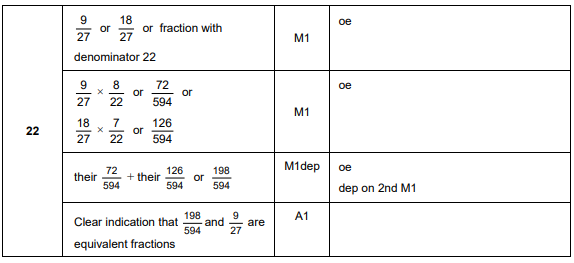 9/27 or 18/27 or fraction with
denominator 22
M1
oe
22
9/27 × 8/22 or 72/594 or
18/27 × 7/22 or 126/594
M1
oe
their 72/594 + their 126/594 or 198/594
M1dep
oe
dep on 2nd M1
Clear indication that 198/594 and 9/27 are
equivalent fractions
A1